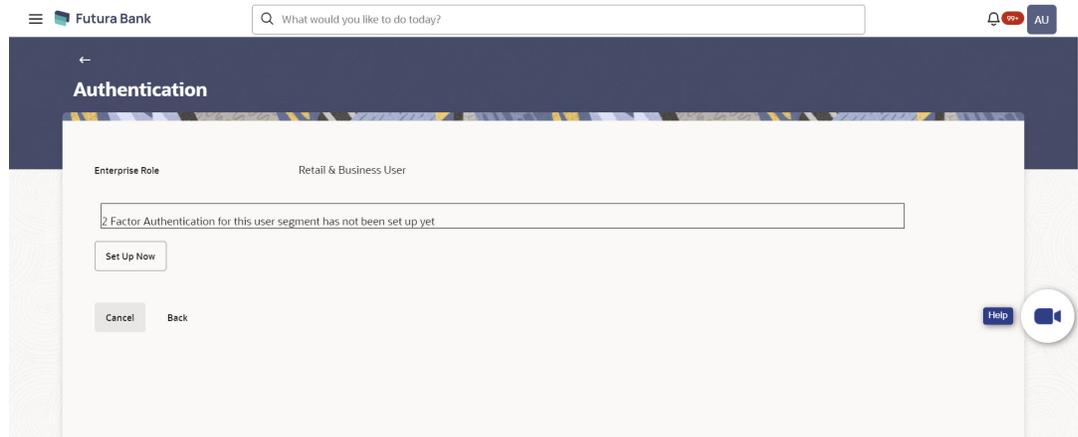 Futura Bank
What would you like to do today?
99+
AU
Authentication
Enterprise Role
Retail & Business User
2 Factor Authentication for this user segment has not been set up yet
Set Up Now
Cancel
Back
Help